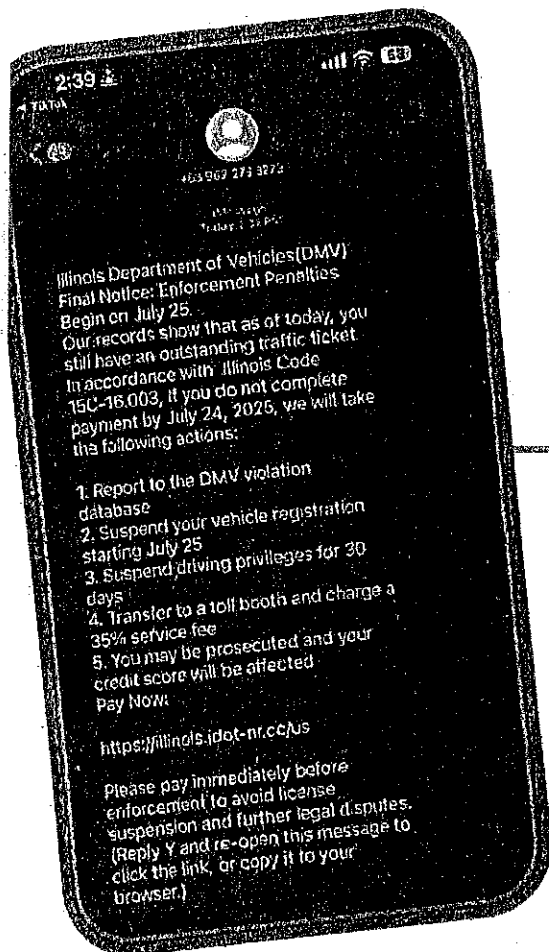 2:39
TikTok
Illinois Department of Vehicles(DMV)
Final Notice: Enforcement Penalties
Begin on July 25.
Our records show that as of today, you
still have an outstanding traffic ticket.
In accordance with Illinois Code
15C-16.003, If you do not complete
payment by July 24, 2025, we will take
the following actions:
1. Report to the DMV violation
database
2. Suspend your vehicle registration
starting July 25
3. Suspend driving privileges for 30
days
4. Transfer to a toll booth and charge a
35% service fee
5. You may be prosecuted and your
credit score will be affected
Pay Now:
https://illinois.idot-nr.cc/us
Please pay immediately before
enforcement to avoid license
suspension and further legal disputes.
(Reply Y and re-open this message to
click the link, or copy it to your
browser.)